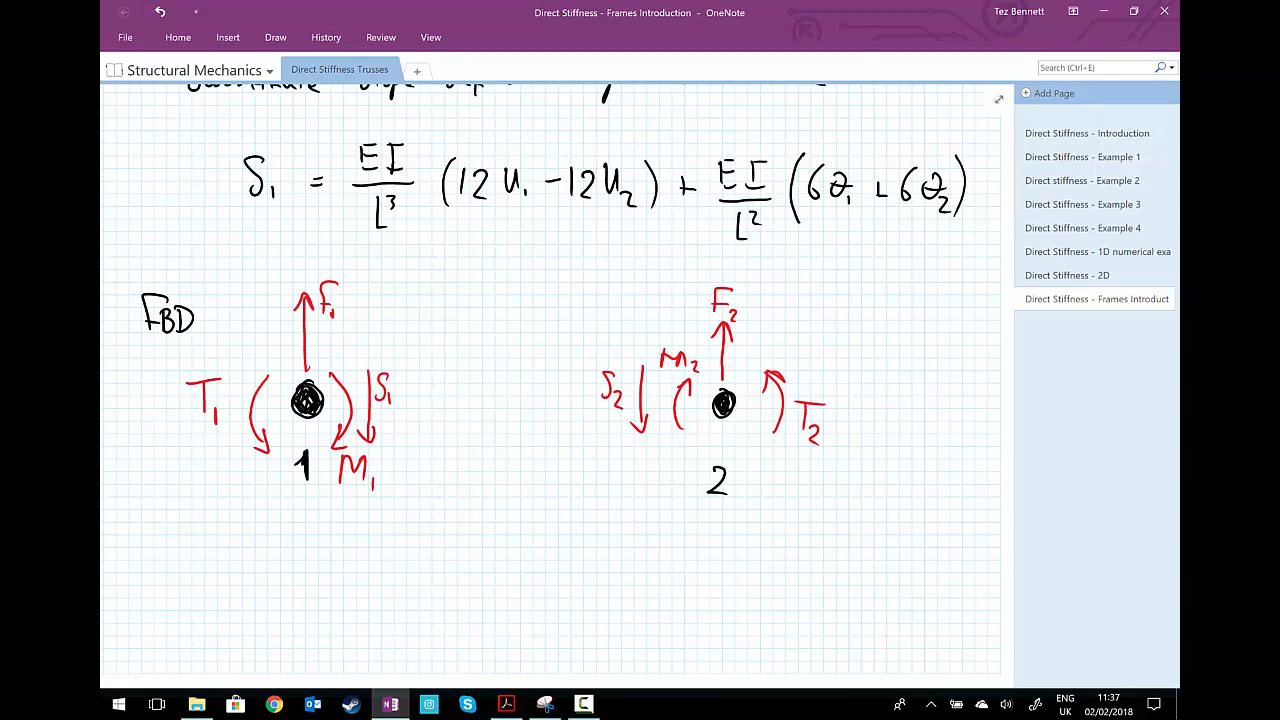 Direct Stiffness - Frames Introduction - OneNote
Tez Bennett
File Home Insert Draw History Review View
Structural Mechanics
Direct Stiffness Trusses
Search (Ctrl+E)
Add Page
Direct Stiffness - Introduction
Direct Stiffness - Example 1
Direct stiffness - Example 2
Direct Stiffness - Example 3
Direct Stiffness - Example 4
Direct Stiffness - 1D numerical exa
Direct Stiffness - 2D
Direct Stiffness - Frames Introduct
S₁ = EI/L³ (12U₁ - 12U₂) + EI/L² (6θ₁ + 6θ₂)
FBD
F₁
T₁
S₁
1
M₁
F₂
M₂
S₂
T₂
2
ENG
UK
11:37
02/02/2018